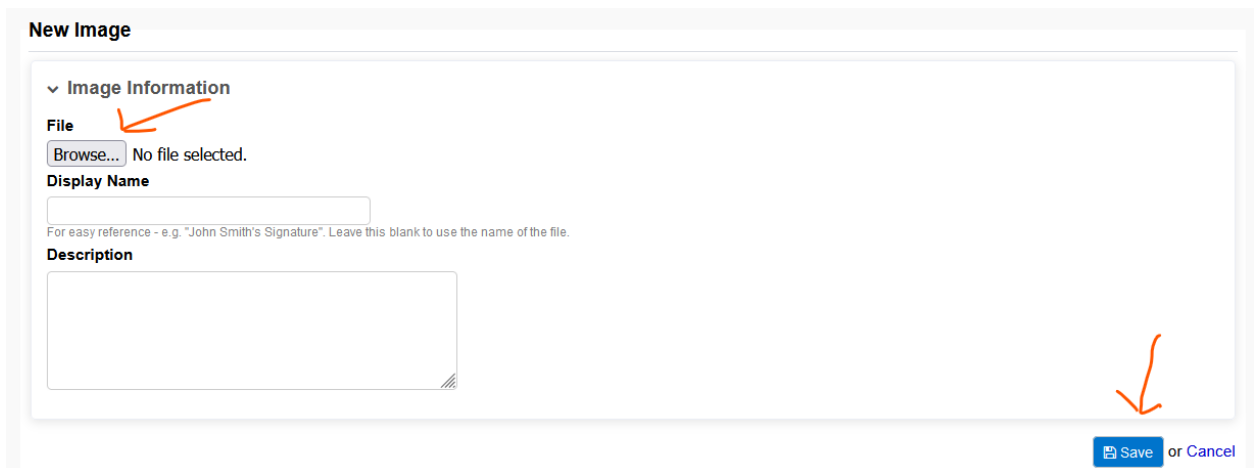 New Image
Image Information
File
Browse... No file selected.
Display Name
For easy reference - e.g. "John Smith's Signature". Leave this blank to use the name of the file.
Description
Save or Cancel